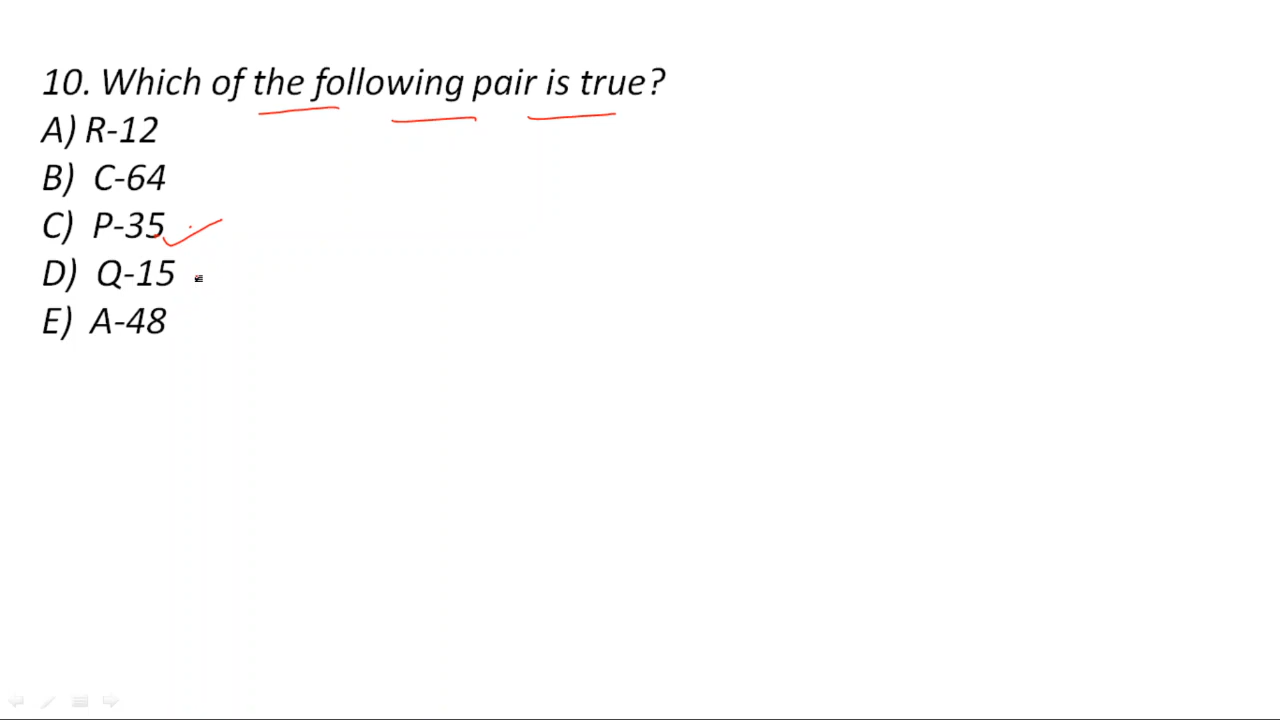 10. Which of the following pair is true?
A) R-12
B) C-64
C) P-35
D) Q-15
E) A-48